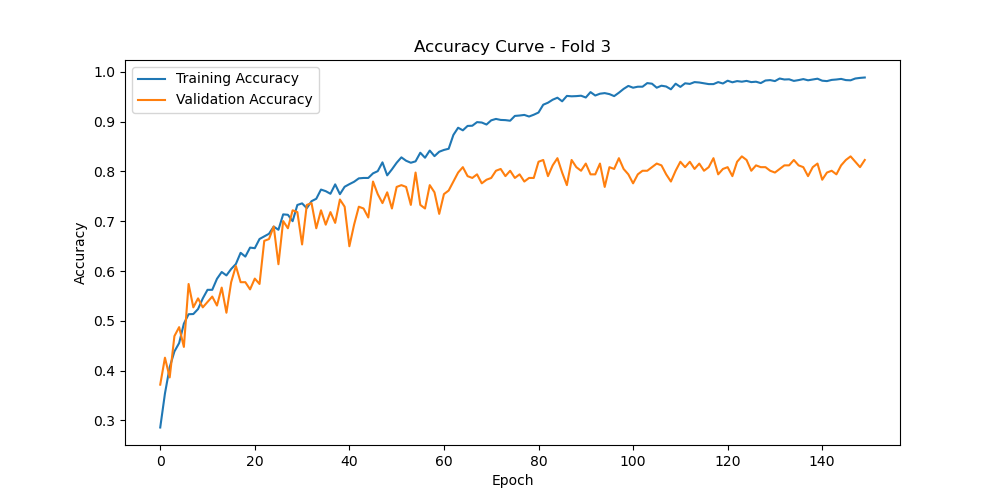 Accuracy Curve - Fold 3
Training Accuracy
Validation Accuracy
Accuracy
1.0
0.9
0.8
0.7
0.6
0.5
0.4
0.3
0 20 40 60 80 100 120 140
Epoch